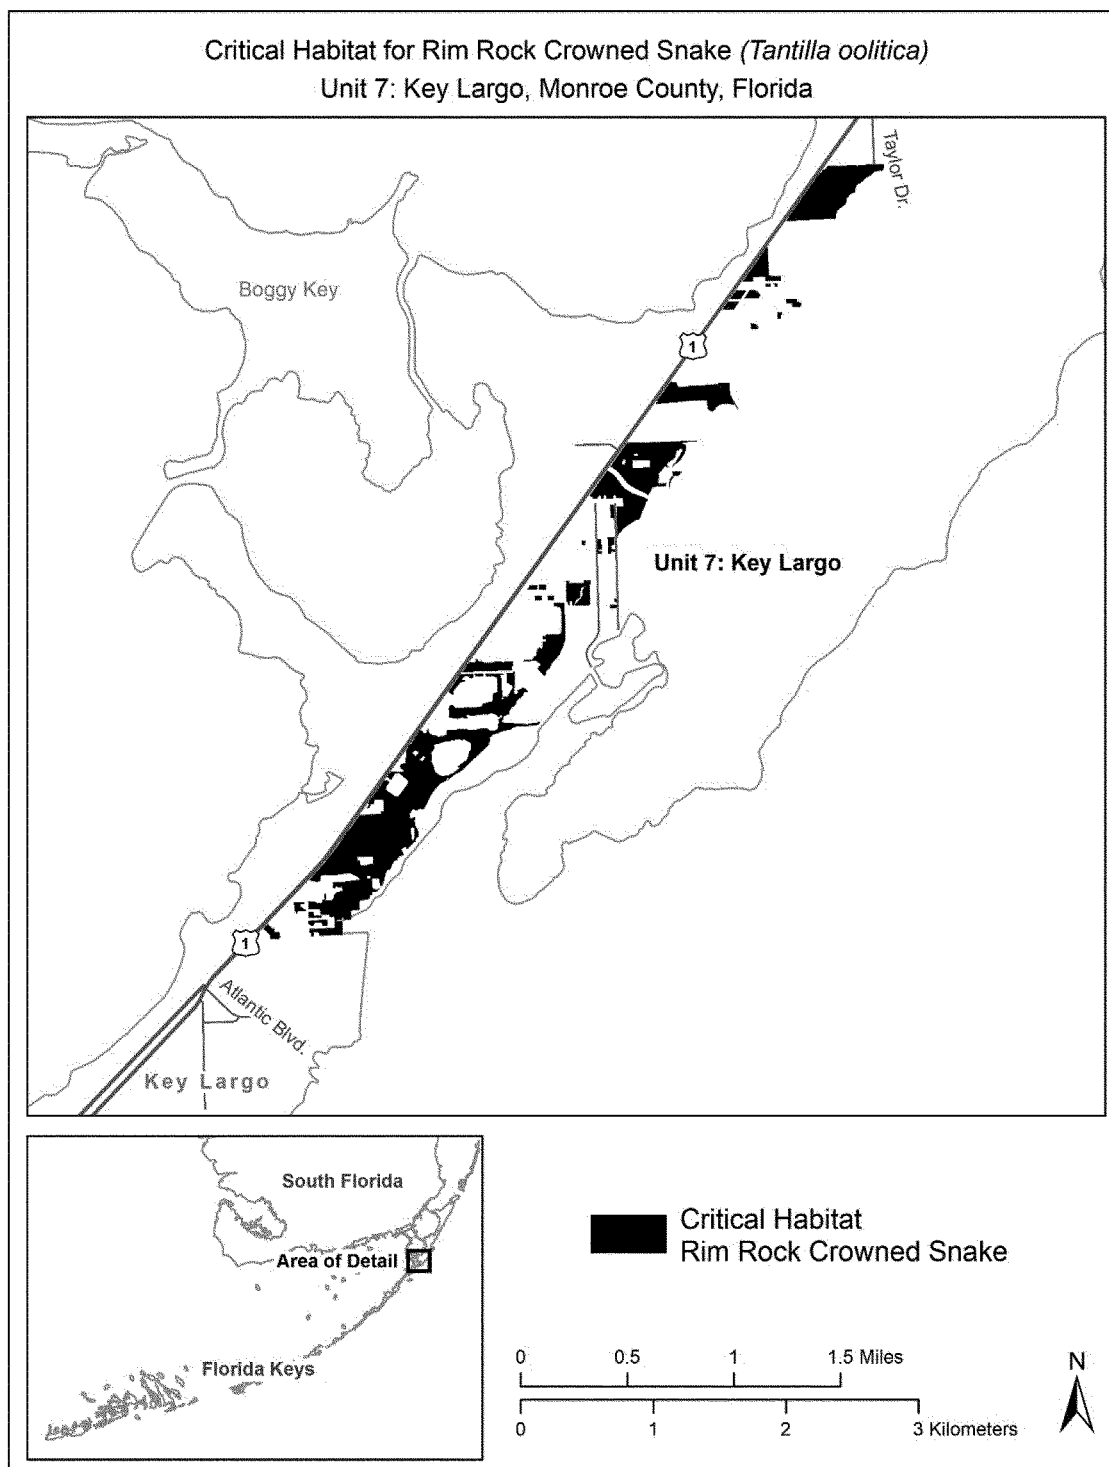 Critical Habitat for Rim Rock Crowned Snake (Tantilla oolitica)
Unit 7: Key Largo, Monroe County, Florida
Taylor Dr.
Boggy Key
1
Unit 7: Key Largo
1
Atlantic Blvd.
Key Largo
South Florida
Area of Detail
Florida Keys
Critical Habitat
Rim Rock Crowned Snake
0 0.5 1 1.5 Miles
0 1 2 3 Kilometers
N